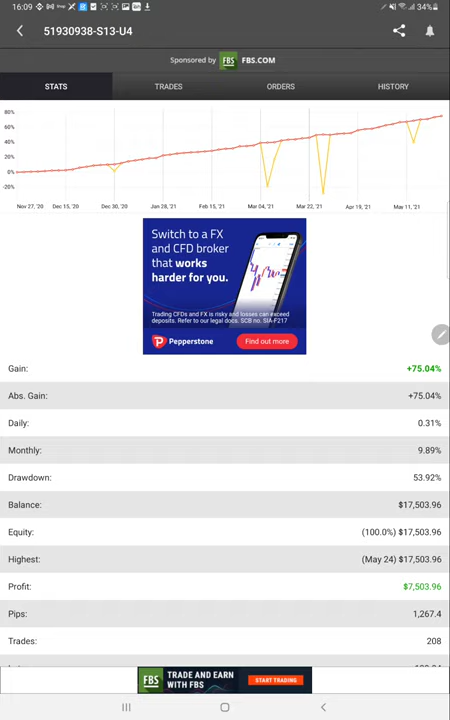 16:09
34%
51930938-S13-U4
Sponsored by FBS FBS.COM
STATS TRADES ORDERS HISTORY
80%
60%
40%
20%
0%
-20%
Nov 27, '20 Dec 15, '20 Dec 30, '20 Jan 28, '21 Feb 15, '21 Mar 04, '21 Mar 22, '21 Apr 19, '21 May 11, '21
Switch to a FX
and CFD broker
that works
harder for you.
Trading CFDs and FX is risky and losses can exceed
deposits. Refer to our legal docs. SCB no. SIA-F217
Pepperstone Find out more
Gain: +75.04%
Abs. Gain: +75.04%
Daily: 0.31%
Monthly: 9.89%
Drawdown: 53.92%
Balance: $17,503.96
Equity: (100.0%) $17,503.96
Highest: (May 24) $17,503.96
Profit: $7,503.96
Pips: 1,267.4
Trades: 208
FBS TRADE AND EARN
WITH FBS
START TRADING